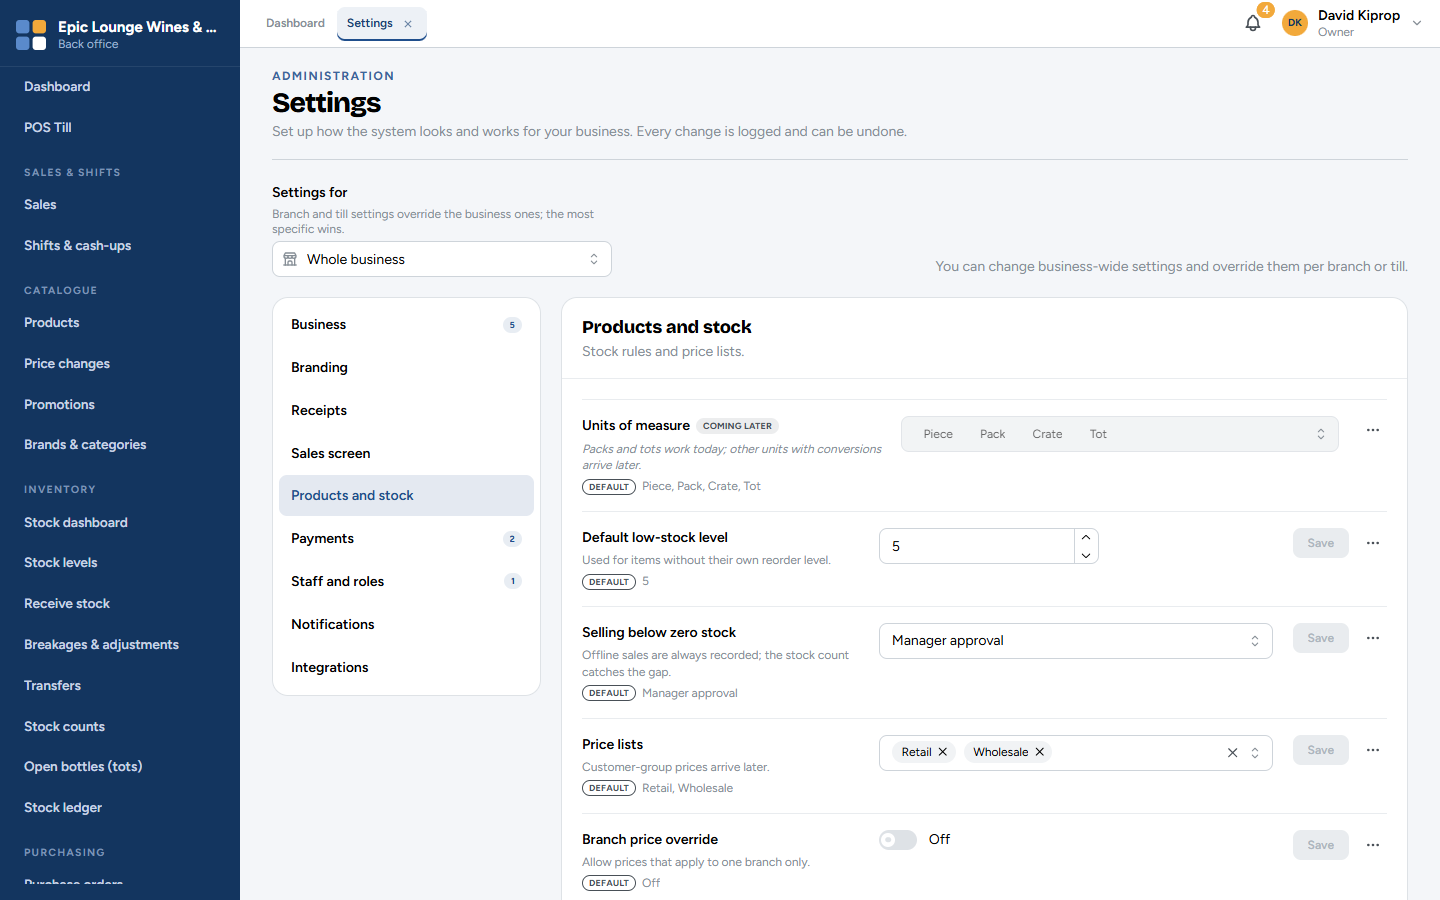 Epic Lounge Wines & ...
Back office
Dashboard
Settings
4
DK
David Kiprop
Owner
Dashboard
POS Till
SALES & SHIFTS
Sales
Shifts & cash-ups
CATALOGUE
Products
Price changes
Promotions
Brands & categories
INVENTORY
Stock dashboard
Stock levels
Receive stock
Breakages & adjustments
Transfers
Stock counts
Open bottles (tots)
Stock ledger
PURCHASING
Purchase orders
ADMINISTRATION
Settings
Set up how the system looks and works for your business. Every change is logged and can be undone.
Settings for
Branch and till settings override the business ones; the most
specific wins.
Whole business
You can change business-wide settings and override them per branch or till.
Business 5
Branding
Receipts
Sales screen
Products and stock
Payments 2
Staff and roles 1
Notifications
Integrations
Products and stock
Stock rules and price lists.
Units of measure COMING LATER
Packs and tots work today; other units with conversions
arrive later.
DEFAULT Piece, Pack, Crate, Tot
Piece Pack Crate Tot
Default low-stock level
Used for items without their own reorder level.
DEFAULT 5
5
Save
Selling below zero stock
Offline sales are always recorded; the stock count
catches the gap.
DEFAULT Manager approval
Manager approval
Save
Price lists
Customer-group prices arrive later.
DEFAULT Retail, Wholesale
Retail Wholesale
Save
Branch price override
Allow prices that apply to one branch only.
DEFAULT Off
Off
Save